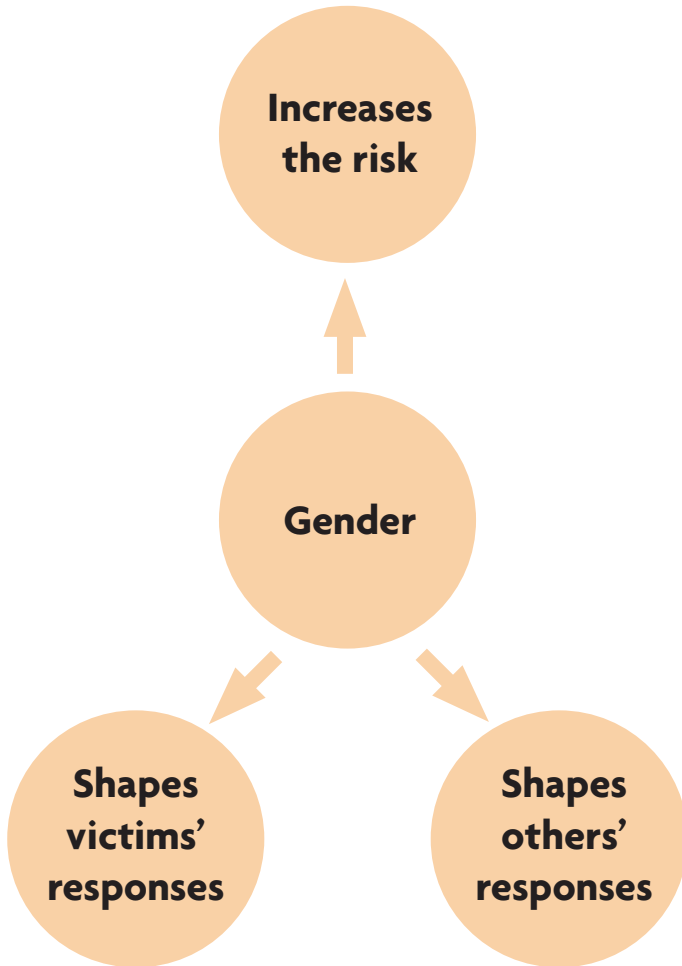 Increases
the risk
Gender
Shapes
victims’
responses
Shapes
others’
responses